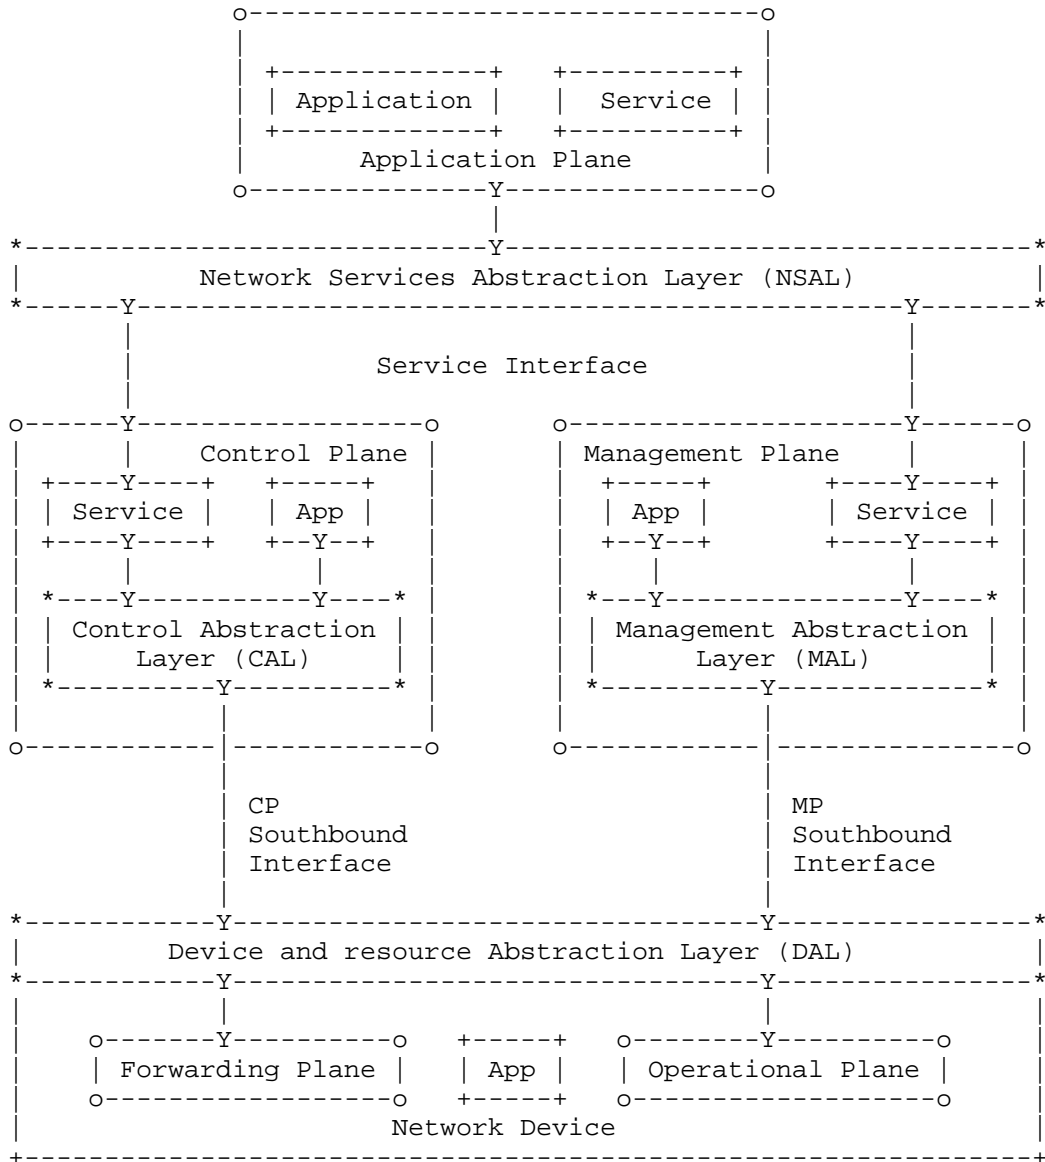 Application Service
Application Plane
Network Services Abstraction Layer (NSAL)
Service Interface
Control Plane Management Plane
Service App App Service
Control Abstraction Management Abstraction
Layer (CAL) Layer (MAL)
CP MP
Southbound Southbound
Interface Interface
Device and resource Abstraction Layer (DAL)
Forwarding Plane App Operational Plane
Network Device